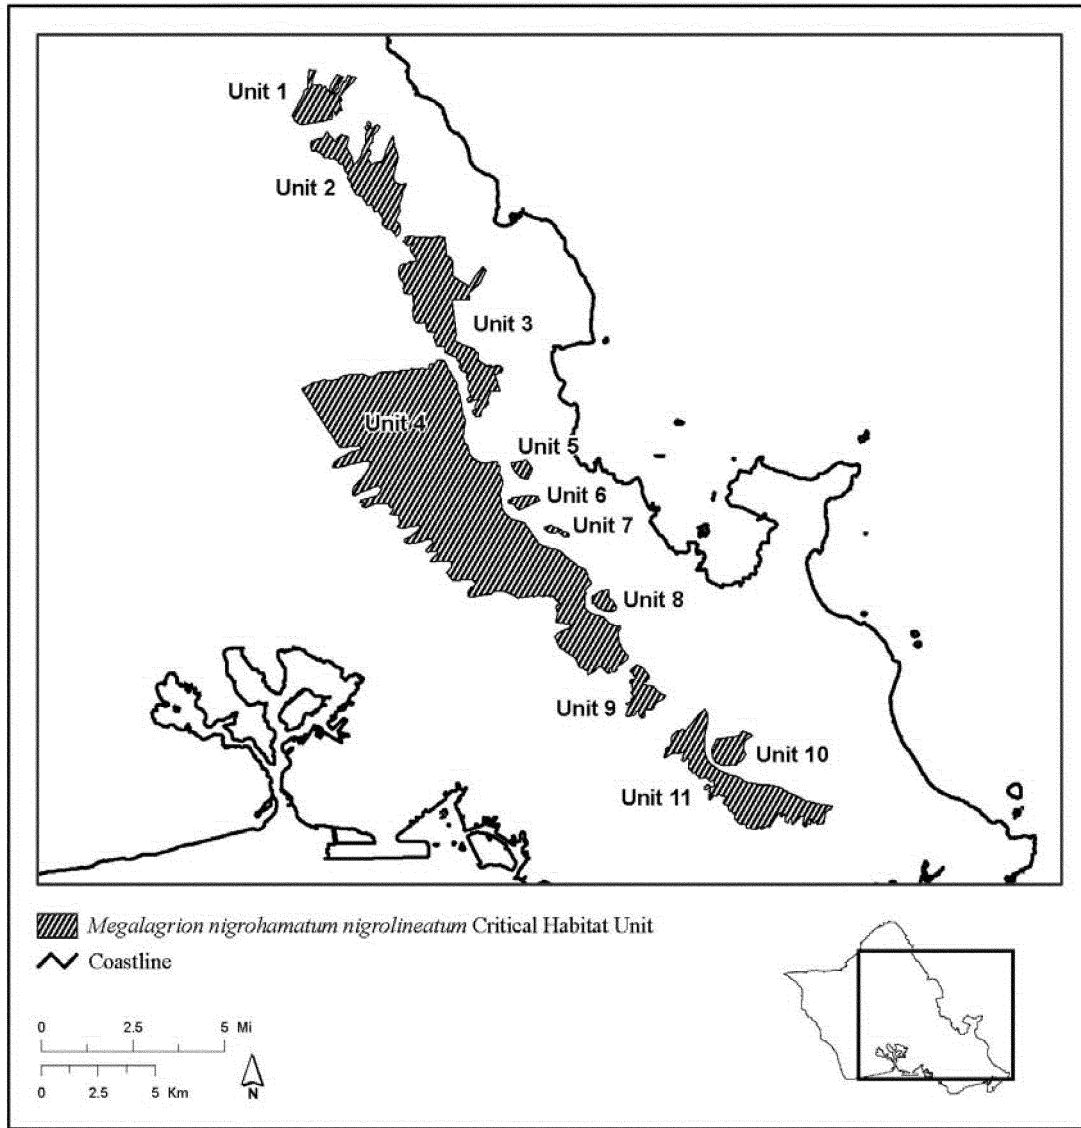 Unit 1
Unit 2
Unit 3
Unit 4
Unit 5
Unit 6
Unit 7
Unit 8
Unit 9
Unit 10
Unit 11
Megalagrion nigrohamatum nigrolineatum Critical Habitat Unit
Coastline
0 2.5 5 Mi
0 2.5 5 Km
N